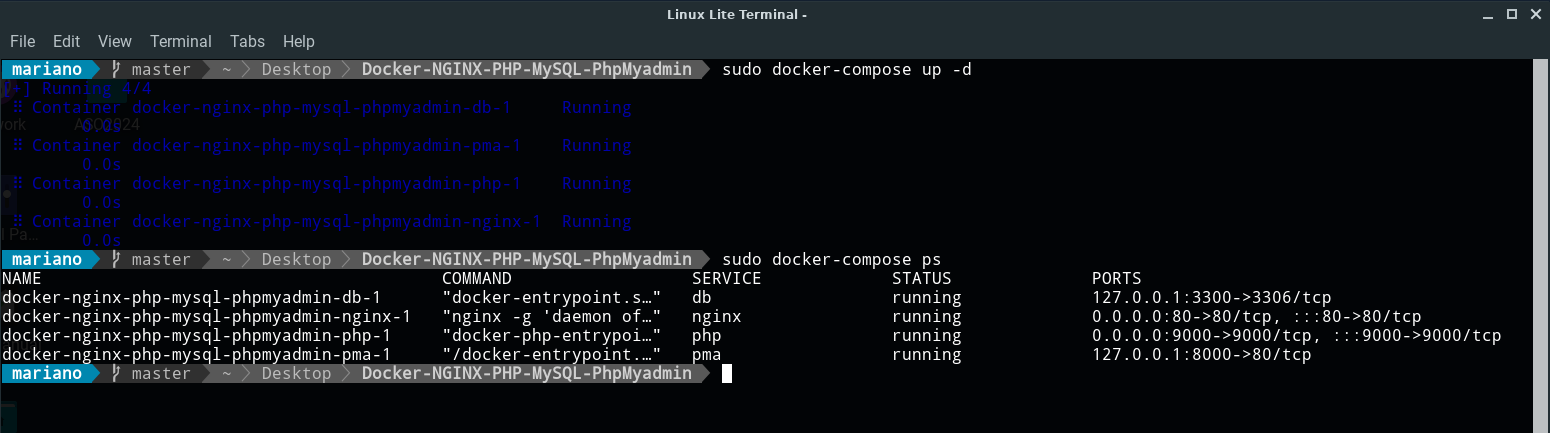 Linux Lite Terminal -
File Edit View Terminal Tabs Help
mariano master ~ Desktop Docker-NGINX-PHP-MySQL-PhpMyadmin sudo docker-compose up -d
[+] Running 4/4
⠿ Container docker-nginx-php-mysql-phpmyadmin-db-1 Running
0.0s
ASO2024
⠿ Container docker-nginx-php-mysql-phpmyadmin-pma-1 Running
0.0s
⠿ Container docker-nginx-php-mysql-phpmyadmin-php-1 Running
0.0s
⠿ Container docker-nginx-php-mysql-phpmyadmin-nginx-1 Running
0.0s
mariano master ~ Desktop Docker-NGINX-PHP-MySQL-PhpMyadmin sudo docker-compose ps
NAME COMMAND SERVICE STATUS PORTS
docker-nginx-php-mysql-phpmyadmin-db-1 "docker-entrypoint.s…" db running 127.0.0.1:3300->3306/tcp
docker-nginx-php-mysql-phpmyadmin-nginx-1 "nginx -g 'daemon of…" nginx running 0.0.0.0:80->80/tcp, :::80->80/tcp
docker-nginx-php-mysql-phpmyadmin-php-1 "docker-php-entrypoi…" php running 0.0.0.0:9000->9000/tcp, :::9000->9000/tcp
docker-nginx-php-mysql-phpmyadmin-pma-1 "/docker-entrypoint.…" pma running 127.0.0.1:8000->80/tcp
mariano master ~ Desktop Docker-NGINX-PHP-MySQL-PhpMyadmin